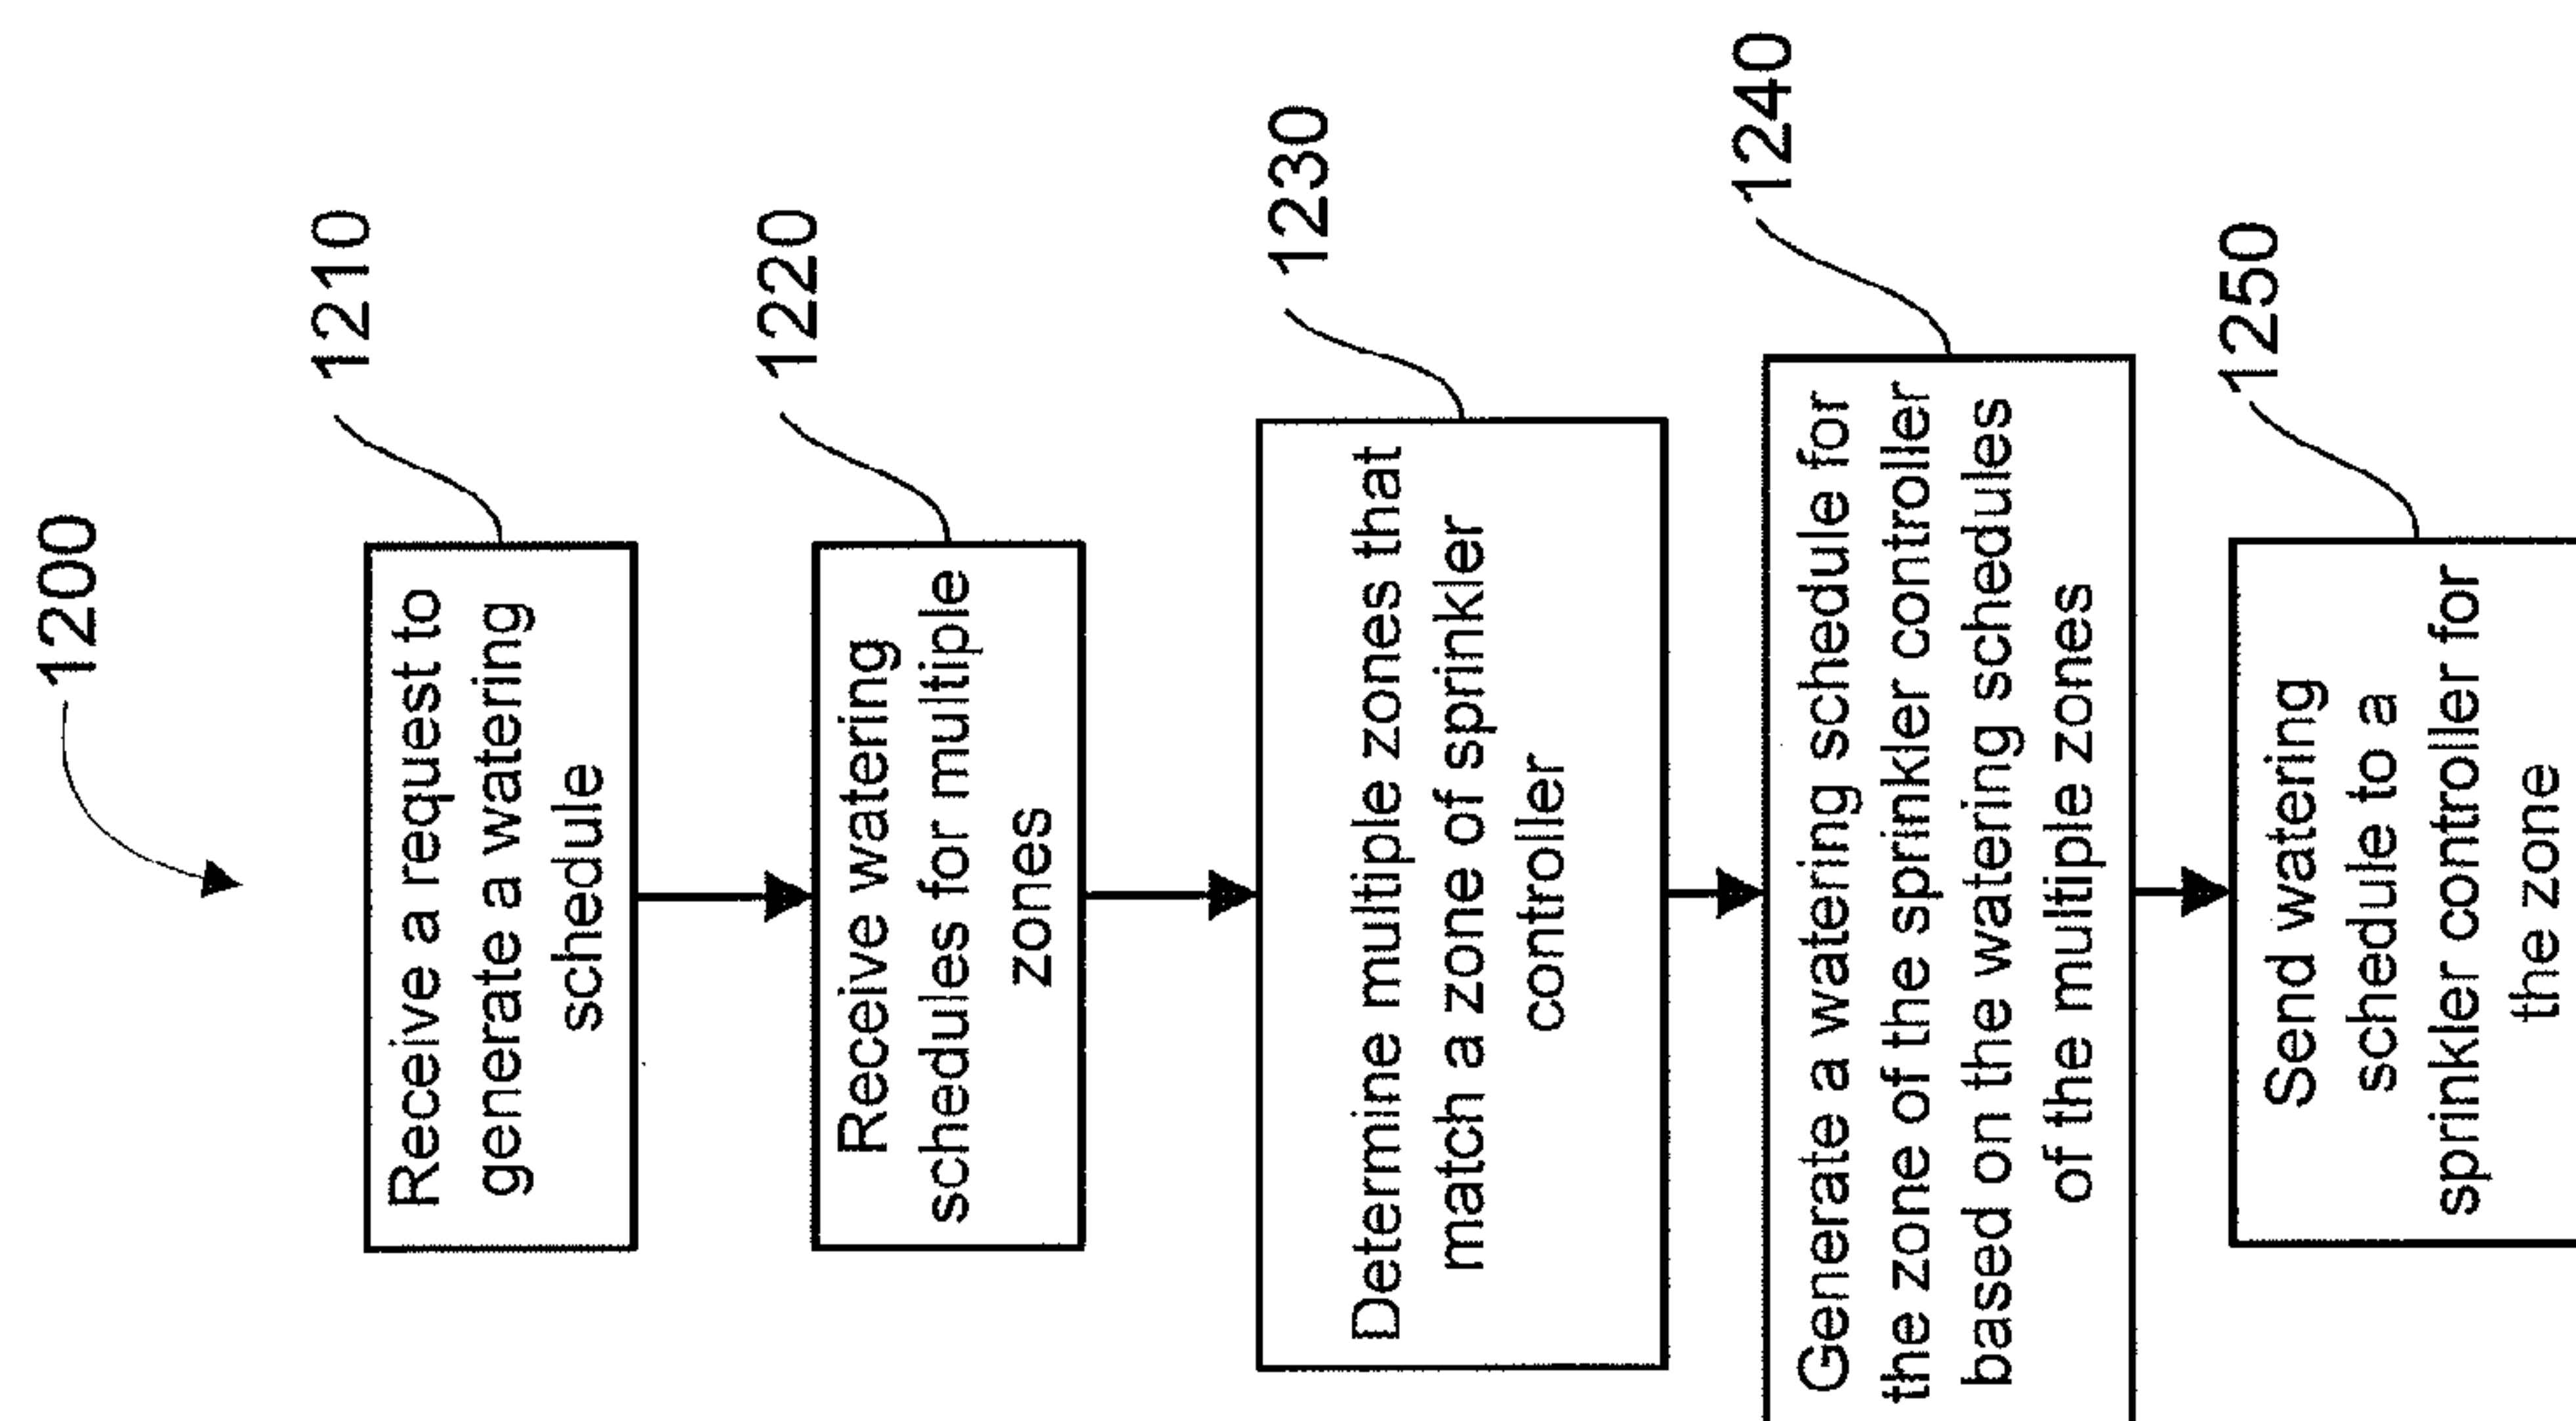 1200
1210
Receive a request to
generate a watering
schedule
1220
Receive watering
schedules for multiple
zones
1230
Determine multiple zones that
match a zone of sprinkler
controller
1240
Generate a watering schedule for
the zone of the sprinkler controller
based on the watering schedules
of the multiple zones
1250
Send watering
schedule to a
sprinkler controller for
the zone